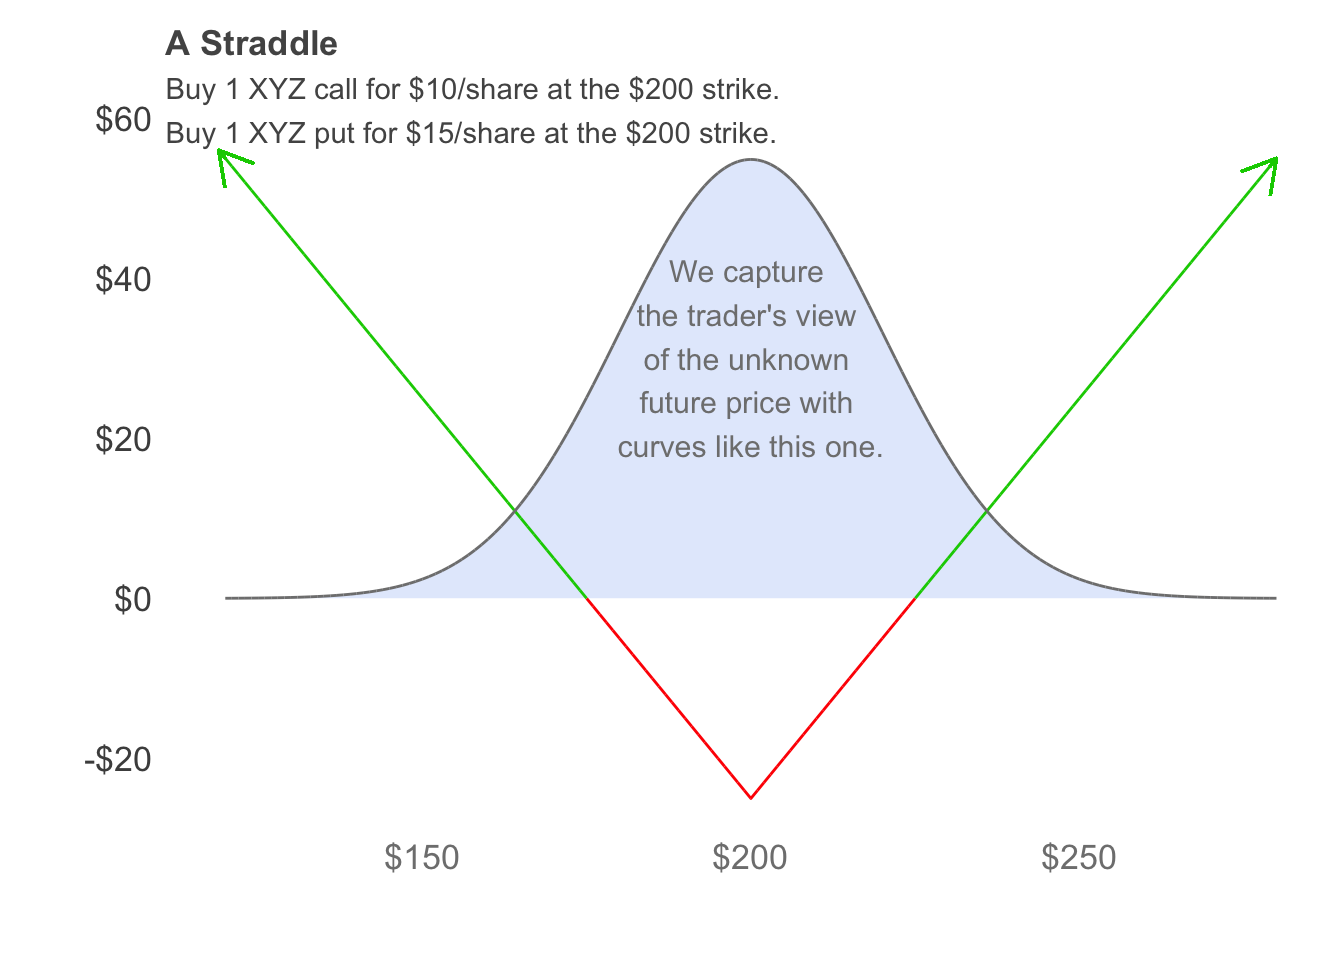 A Straddle
Buy 1 XYZ call for $10/share at the $200 strike.
$60
Buy 1 XYZ put for $15/share at the $200 strike.
We capture
$40
the trader's view
of the unknown
future price with
$20
curves like this one.
$0
-$20
$150
$200
$250